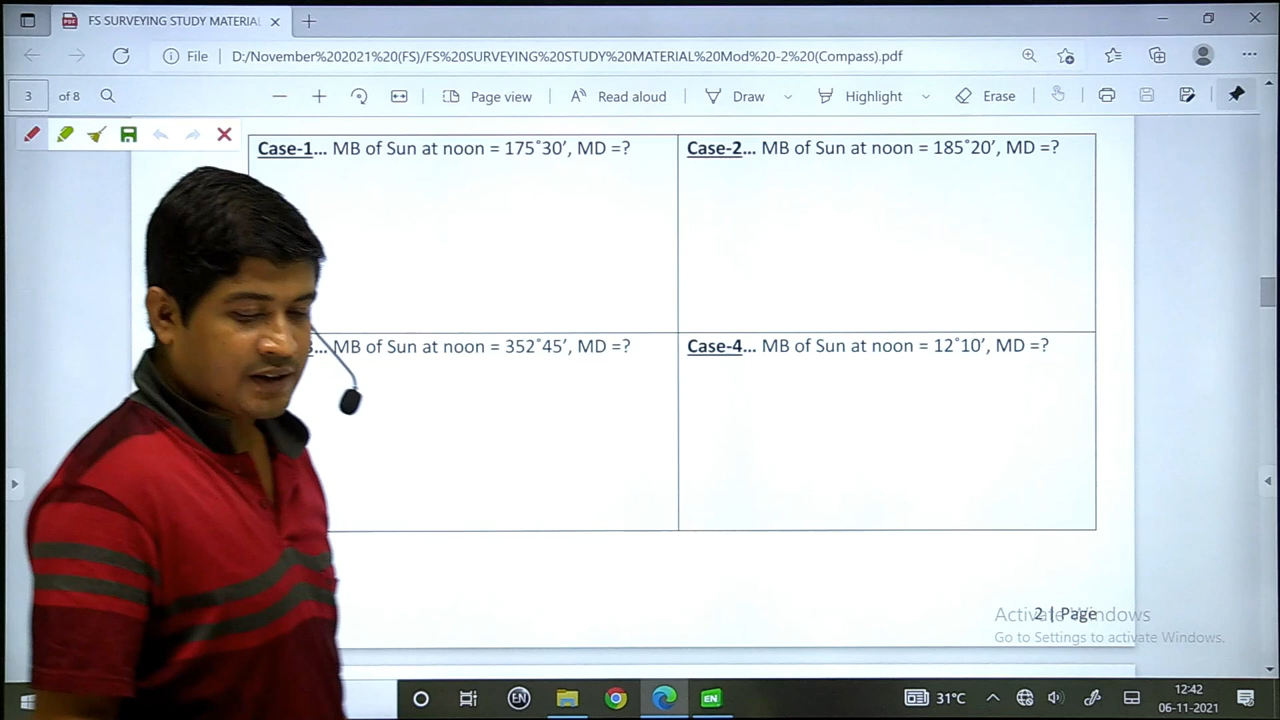 FS SURVEYING STUDY MATERIAL
File D:/November%202021%20(FS)/FS%20SURVEYING%20STUDY%20MATERIAL%20Mod%20-2%20(Compass).pdf
3 of 8 Page view Read aloud Draw Highlight Erase
Case-1... MB of Sun at noon = 175˚30’, MD =?
Case-2... MB of Sun at noon = 185˚20’, MD =?
... MB of Sun at noon = 352˚45’, MD =?
Case-4... MB of Sun at noon = 12˚10’, MD =?
2 | Page
Activate Windows
Go to Settings to activate Windows.
EN EN 31°C 12:42
06-11-2021